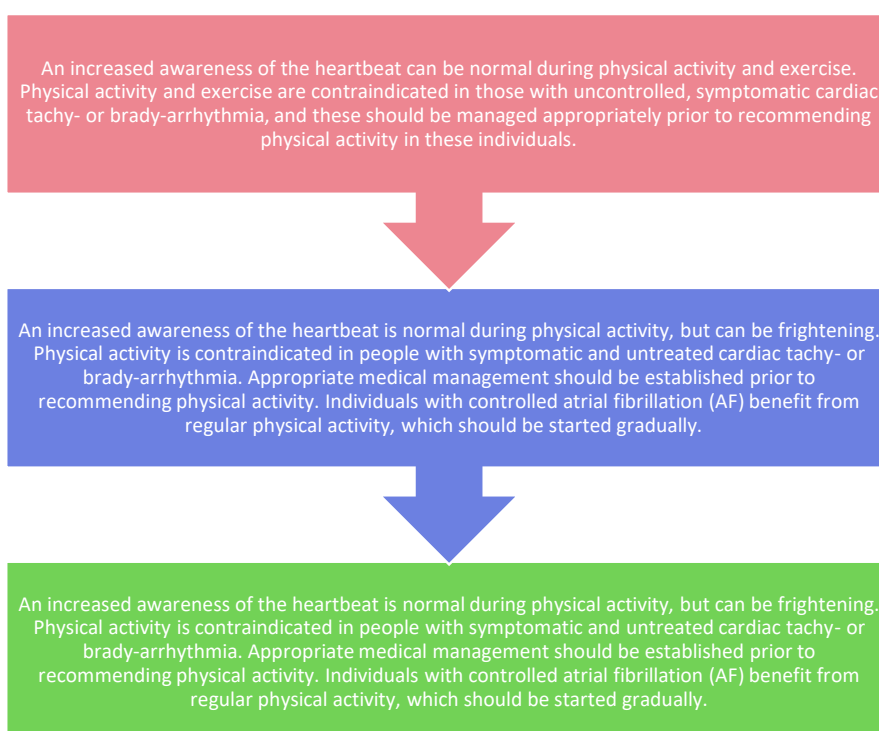 An increased awareness of the heartbeat can be normal during physical activity and exercise.
Physical activity and exercise are contraindicated in those with uncontrolled, symptomatic cardiac
tachy- or brady-arrhythmia, and these should be managed appropriately prior to recommending
physical activity in these individuals.
An increased awareness of the heartbeat is normal during physical activity, but can be frightening.
Physical activity is contraindicated in people with symptomatic and untreated cardiac tachy- or
brady-arrhythmia. Appropriate medical management should be established prior to
recommending physical activity. Individuals with controlled atrial fibrillation (AF) benefit from
regular physical activity, which should be started gradually.
An increased awareness of the heartbeat is normal during physical activity, but can be frightening.
Physical activity is contraindicated in people with symptomatic and untreated cardiac tachy- or
brady-arrhythmia. Appropriate medical management should be established prior to
recommending physical activity. Individuals with controlled atrial fibrillation (AF) benefit from
regular physical activity, which should be started gradually.